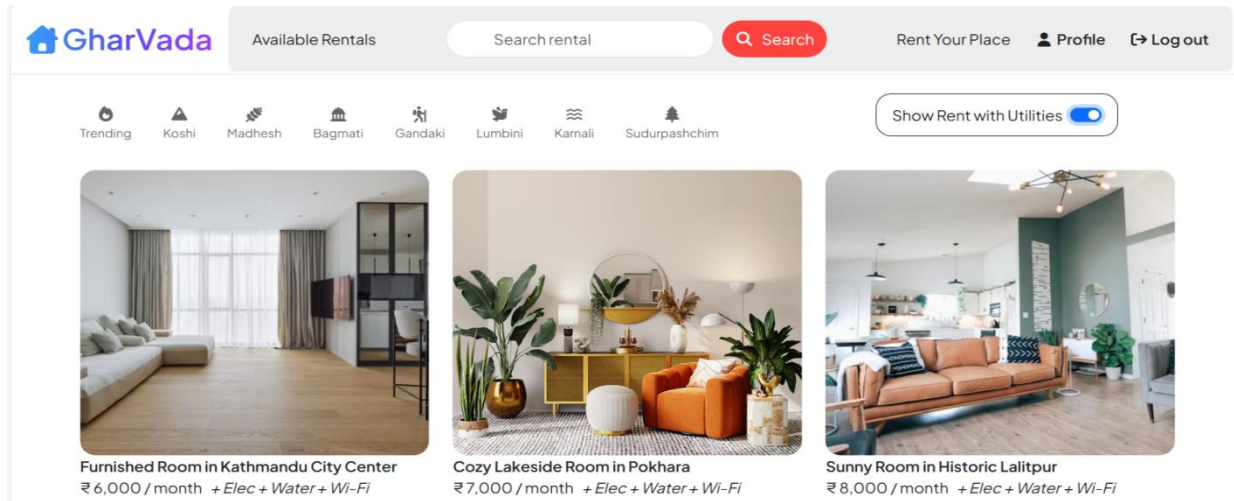 GharVada
Available Rentals
Search rental
Search
Rent Your Place
Profile
Log out
Trending
Koshi
Madhesh
Bagmati
Gandaki
Lumbini
Karnali
Sudurpashchim
Show Rent with Utilities
Furnished Room in Kathmandu City Center
₹ 6,000 / month + Elec + Water + Wi-Fi
Cozy Lakeside Room in Pokhara
₹ 7,000 / month + Elec + Water + Wi-Fi
Sunny Room in Historic Lalitpur
₹ 8,000 / month + Elec + Water + Wi-Fi